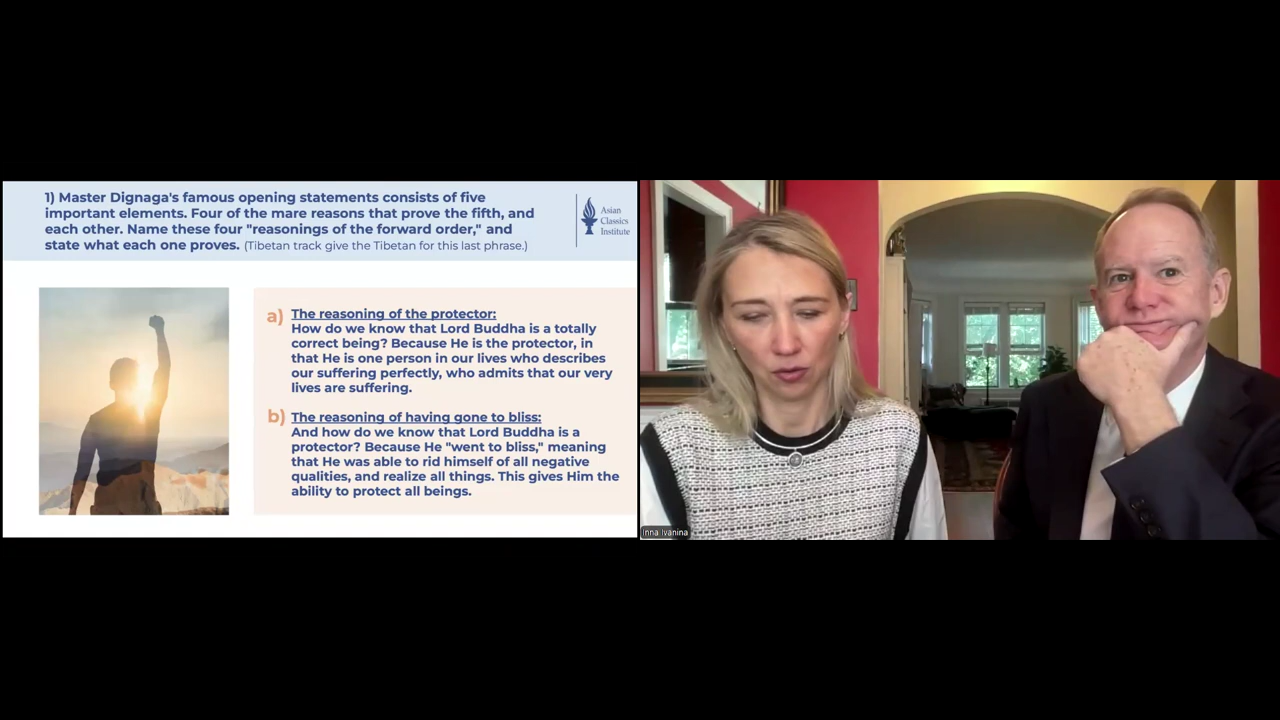 1) Master Dignaga's famous opening statements consists of five
important elements. Four of the mare reasons that prove the fifth, and
each other. Name these four "reasonings of the forward order," and
state what each one proves. (Tibetan track give the Tibetan for this last phrase.)
Asian
Classics
Institute
a) The reasoning of the protector:
How do we know that Lord Buddha is a totally
correct being? Because He is the protector, in
that He is one person in our lives who describes
our suffering perfectly, who admits that our very
lives are suffering.
b) The reasoning of having gone to bliss:
And how do we know that Lord Buddha is a
protector? Because He "went to bliss," meaning
that He was able to rid himself of all negative
qualities, and realize all things. This gives Him the
ability to protect all beings.
Inna Ivanina